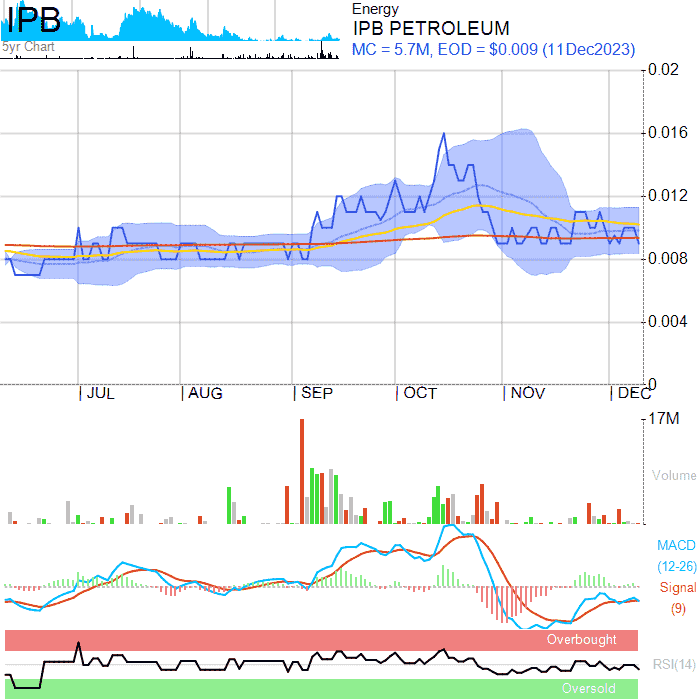 IPB
5yr Chart
Energy
IPB PETROLEUM
MC = 5.7M, EOD = $0.009 (11Dec2023)
0.02
0.016
0.012
0.008
0.004
0
JUL AUG SEP OCT NOV DEC
17M
Volume
MACD
(12-26)
Signal
(9)
Overbought
RSI(14)
Oversold